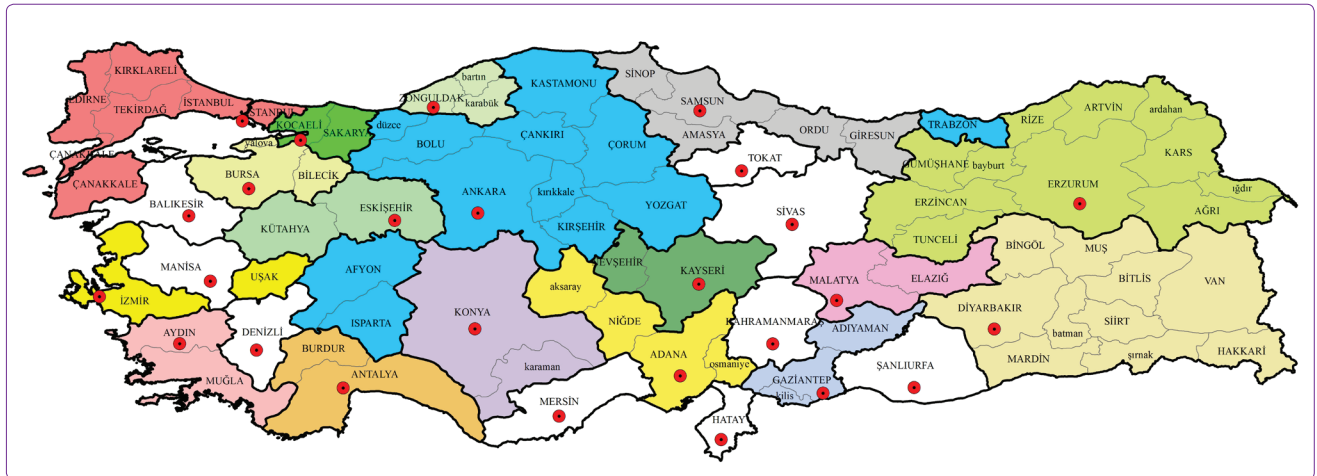 KIRKLARELİ
EDİRNE
TEKİRDAĞ
İSTANBUL
İSTANBUL
KOCAELİ
SAKARY
yalova
ÇANAKKALE
ÇANAKKALE
BURSA
BİLECİK
BALIKESİR
ZONGULDAK
bartın
karabük
düzce
BOLU
KASTAMONU
ÇANKIRI
ÇORUM
ANKARA
kırıkkale
KIRŞEHİR
YOZGAT
SİNOP
SAMSUN
AMASYA
ORDU
GİRESUN
TOKAT
SİVAS
TRABZON
RİZE
ARTVİN
ardahan
KARS
GÜMÜŞHANE
bayburt
ERZURUM
ığdır
AĞRI
ERZİNCAN
TUNCELİ
KÜTAHYA
ESKİŞEHİR
MANİSA
UŞAK
AFYON
İZMİR
ISPARTA
AYDIN
DENİZLİ
MUĞLA
BURDUR
ANTALYA
KONYA
karaman
aksaray
NEVŞEHİR
KAYSERİ
NİĞDE
ADANA
osmaniye
MERSİN
HATAY
KAHRAMANMARAŞ
MALATYA
ELAZIĞ
ADIYAMAN
GAZİANTEP
kilis
ŞANLIURFA
BİNGÖL
MUŞ
BİTLİS
VAN
DİYARBAKIR
batman
SİİRT
MARDİN
şırnak
HAKKARİ